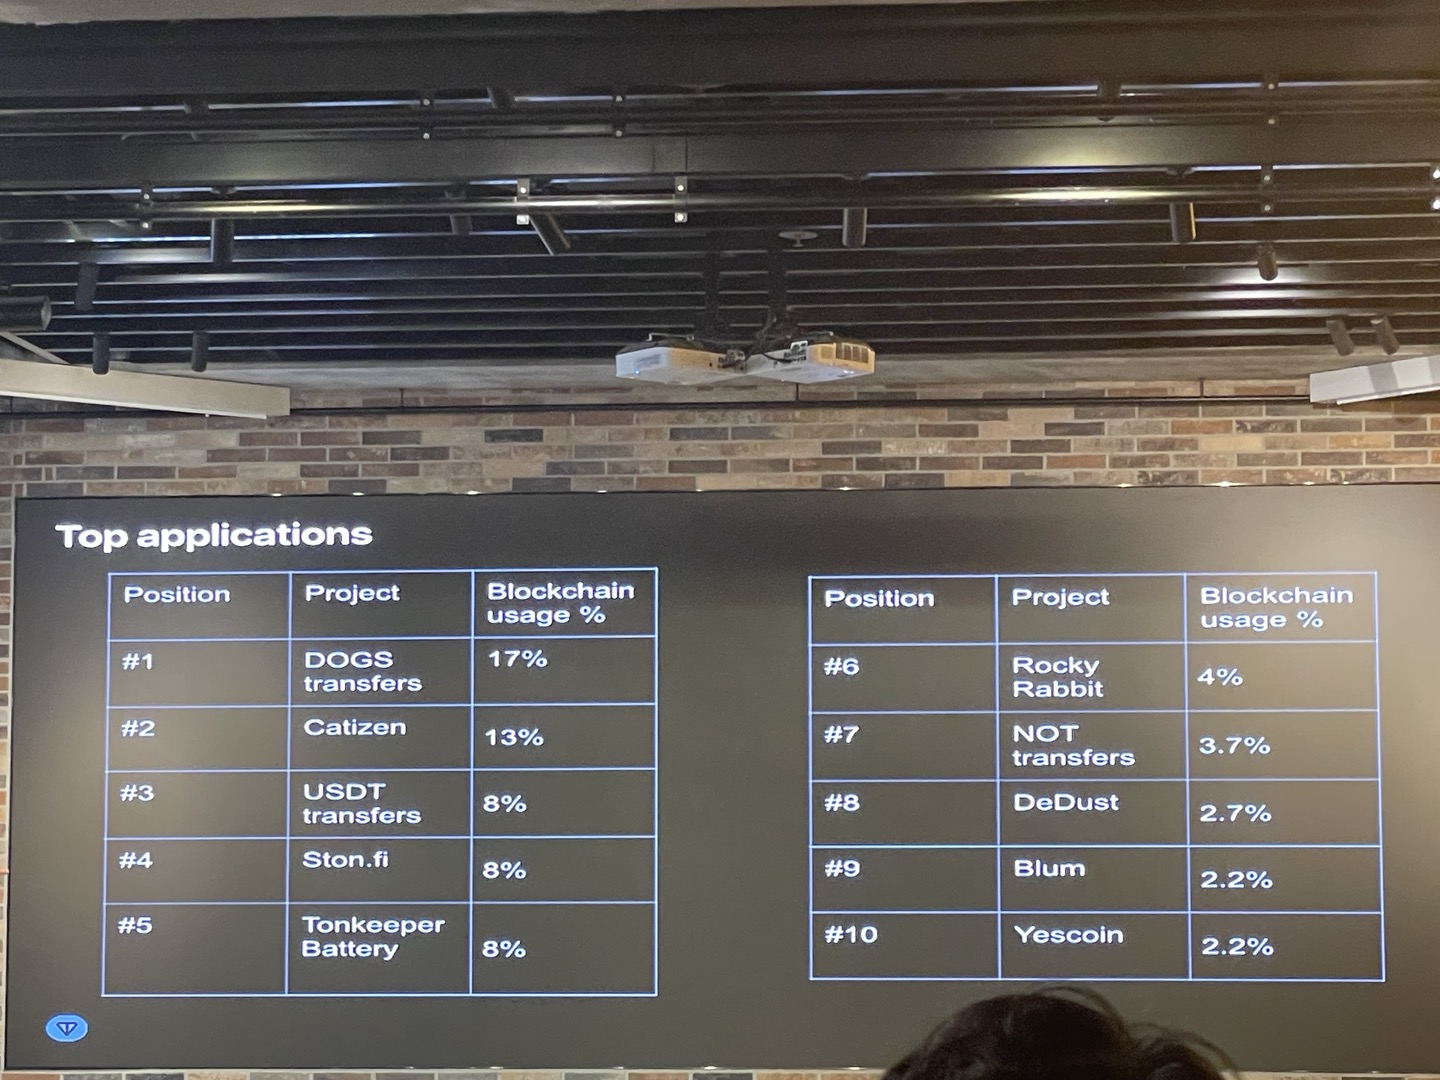 Top applications
Position
Project
Blockchain
usage %
#1
DOGS
transfers
17%
#2
Catizen
13%
#3
USDT
transfers
8%
#4
Ston.fi
8%
#5
Tonkeeper
Battery
8%
Position
Project
Blockchain
usage %
#6
Rocky
Rabbit
4%
#7
NOT
transfers
3.7%
#8
DeDust
2.7%
#9
Blum
2.2%
#10
Yescoin
2.2%